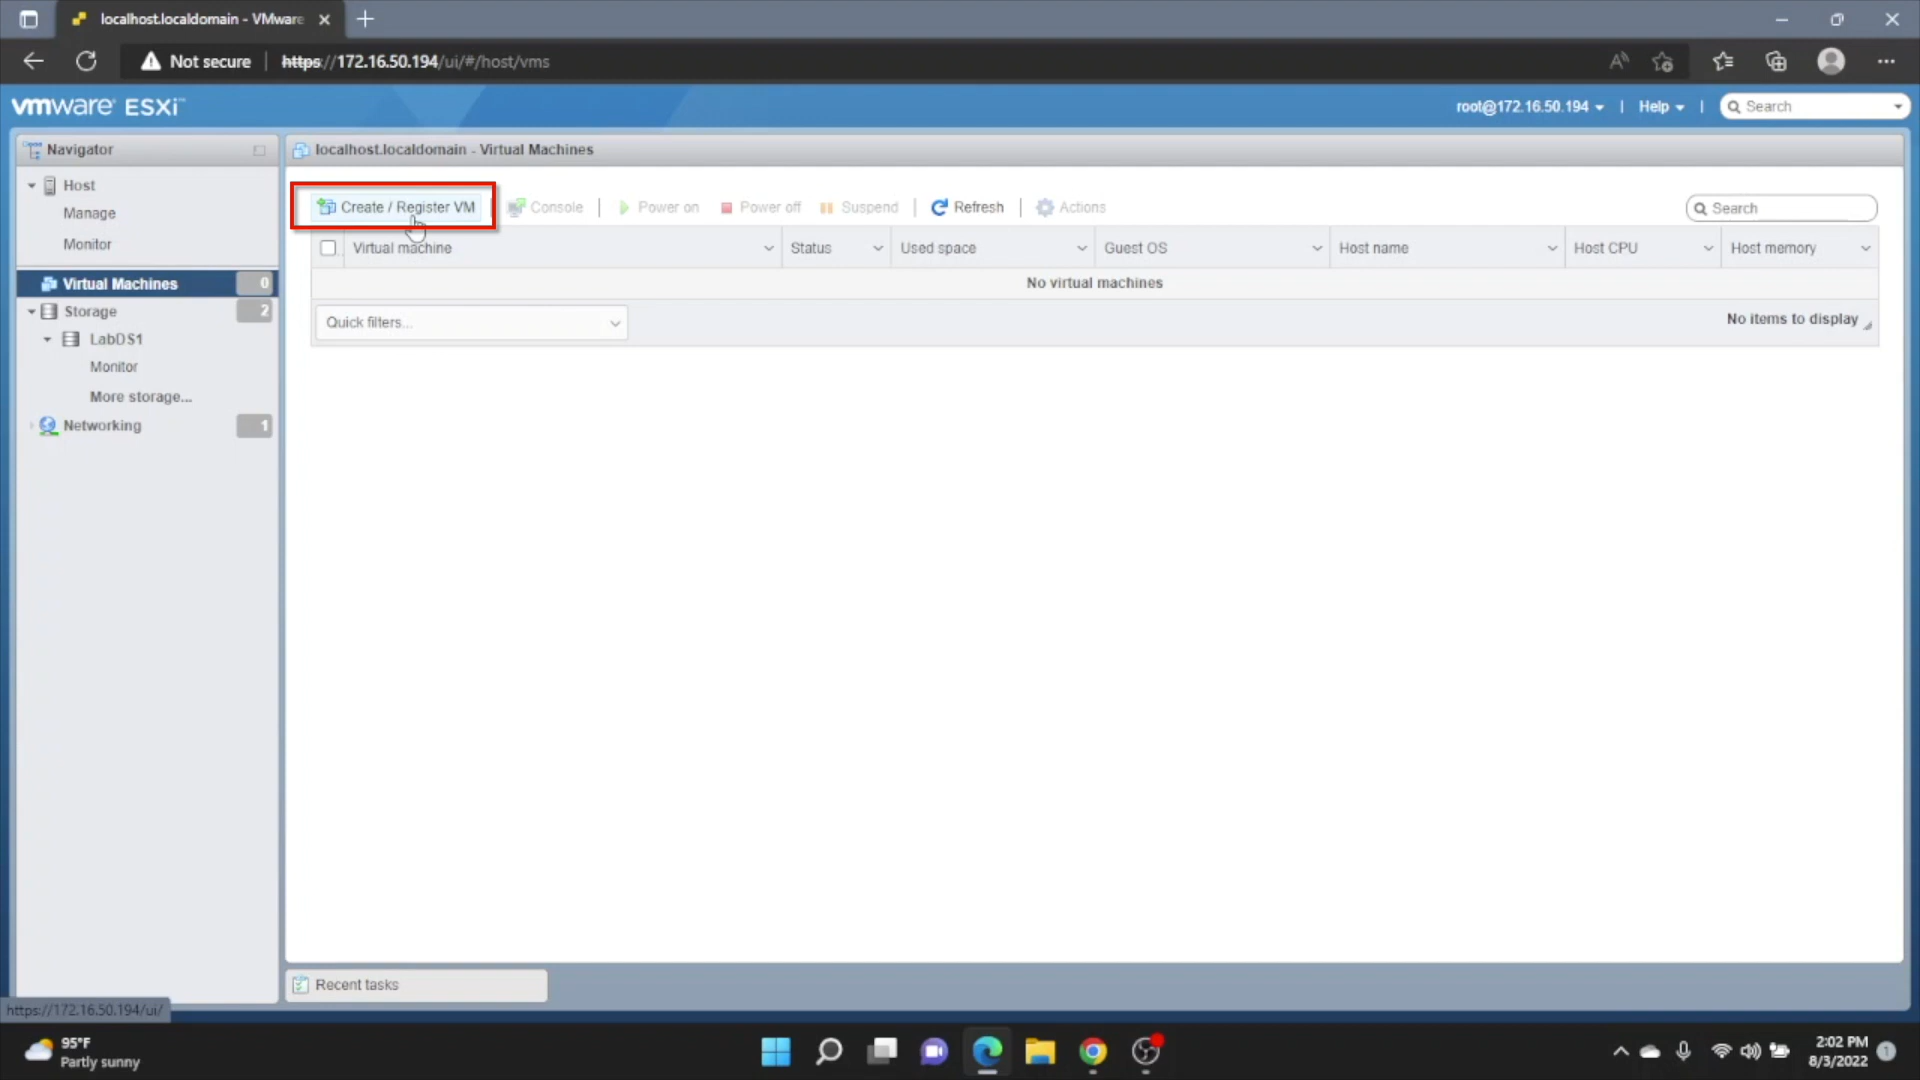 localhost.localdomain - VMware
Not secure
https://172.16.50.194/ui/#/host/vms
vmware ESXi™
root@172.16.50.194
Help
Search
Navigator
Host
Manage
Monitor
Virtual Machines
0
Storage
2
LabDS1
Monitor
More storage...
Networking
1
localhost.localdomain - Virtual Machines
Create / Register VM
Console
Power on
Power off
Suspend
Refresh
Actions
Search
Virtual machine
Status
Used space
Guest OS
Host name
Host CPU
Host memory
No virtual machines
Quick filters...
No items to display
Recent tasks
https://172.16.50.194/ui/
95°F
Partly sunny
2:02 PM
8/3/2022
1